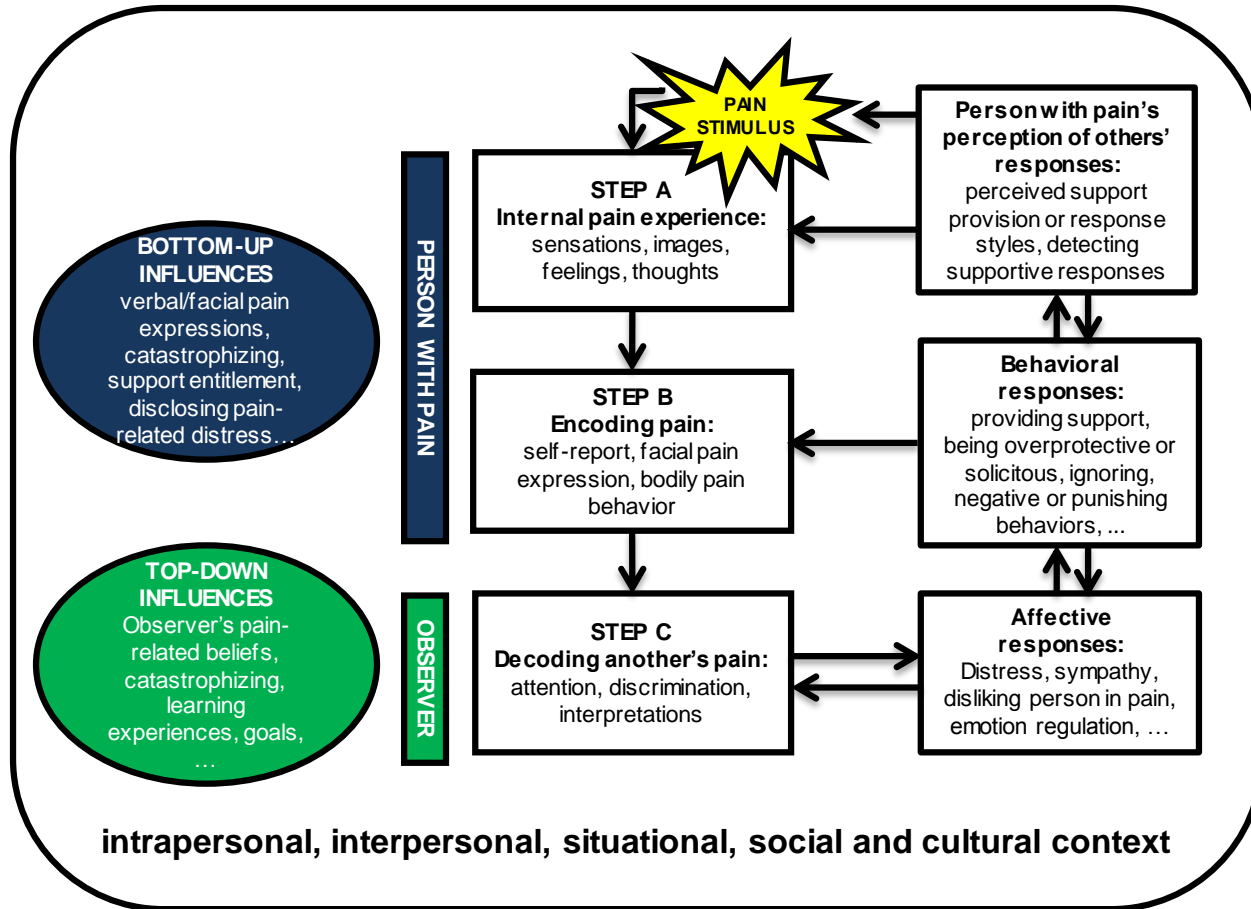 PAIN
STIMULUS
STEP A
Internal pain experience:
sensations, images,
feelings, thoughts
Person with pain's
perception of others'
responses:
perceived support
provision or response
styles, detecting
supportive responses
BOTTOM-UP
INFLUENCES
verbal/facial pain
expressions,
catastrophizing,
support entitlement,
disclosing pain-
related distress…
PERSON WITH PAIN
STEP B
Encoding pain:
self-report, facial pain
expression, bodily pain
behavior
Behavioral
responses:
providing support,
being overprotective or
solicitous, ignoring,
negative or punishing
behaviors, ...
TOP-DOWN
INFLUENCES
Observer's pain-
related beliefs,
catastrophizing,
learning
experiences, goals,
…
OBSERVER
STEP C
Decoding another's pain:
attention, discrimination,
interpretations
Affective
responses:
Distress, sympathy,
disliking person in pain,
emotion regulation, …
intrapersonal, interpersonal, situational, social and cultural context